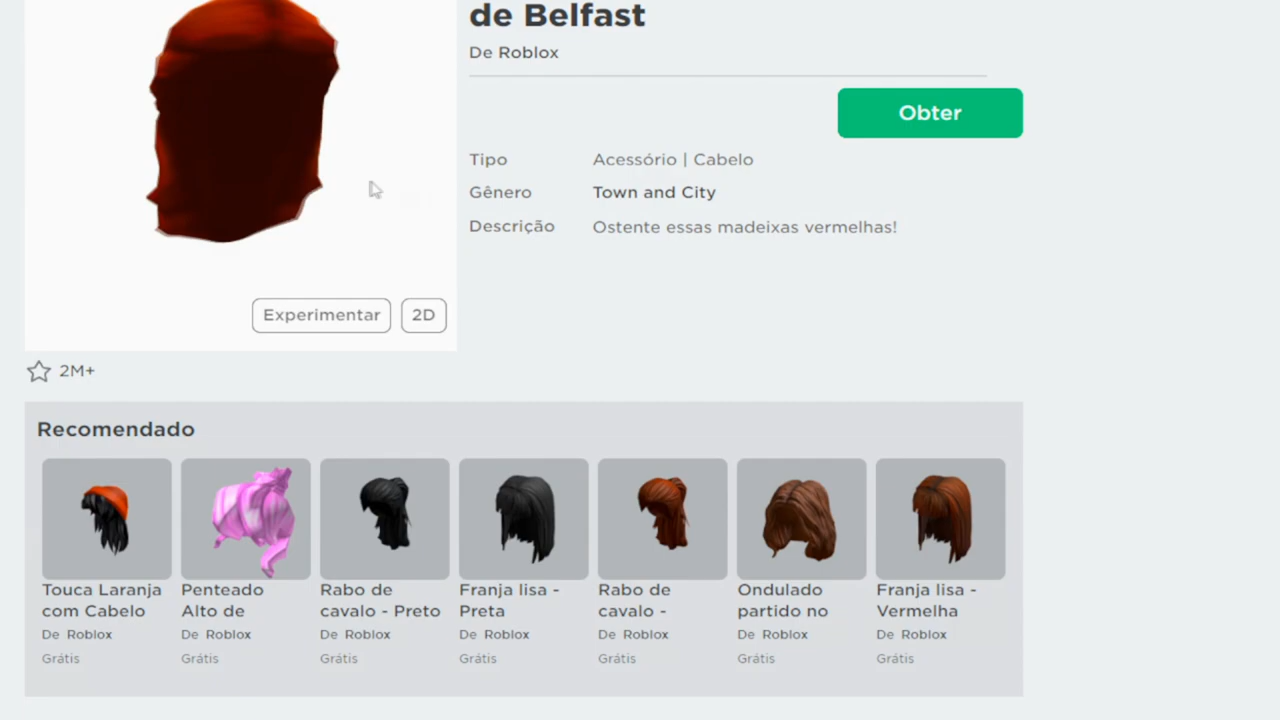 de Belfast
De Roblox
Obter
Tipo Acessório | Cabelo
Gênero Town and City
Descrição Ostente essas madeixas vermelhas!
Experimentar 2D
2M+
Recomendado
Touca Laranja
com Cabelo
De Roblox
Grátis
Penteado
Alto de
De Roblox
Grátis
Rabo de
cavalo - Preto
De Roblox
Grátis
Franja lisa -
Preta
De Roblox
Grátis
Rabo de
cavalo -
De Roblox
Grátis
Ondulado
partido no
De Roblox
Grátis
Franja lisa -
Vermelha
De Roblox
Grátis